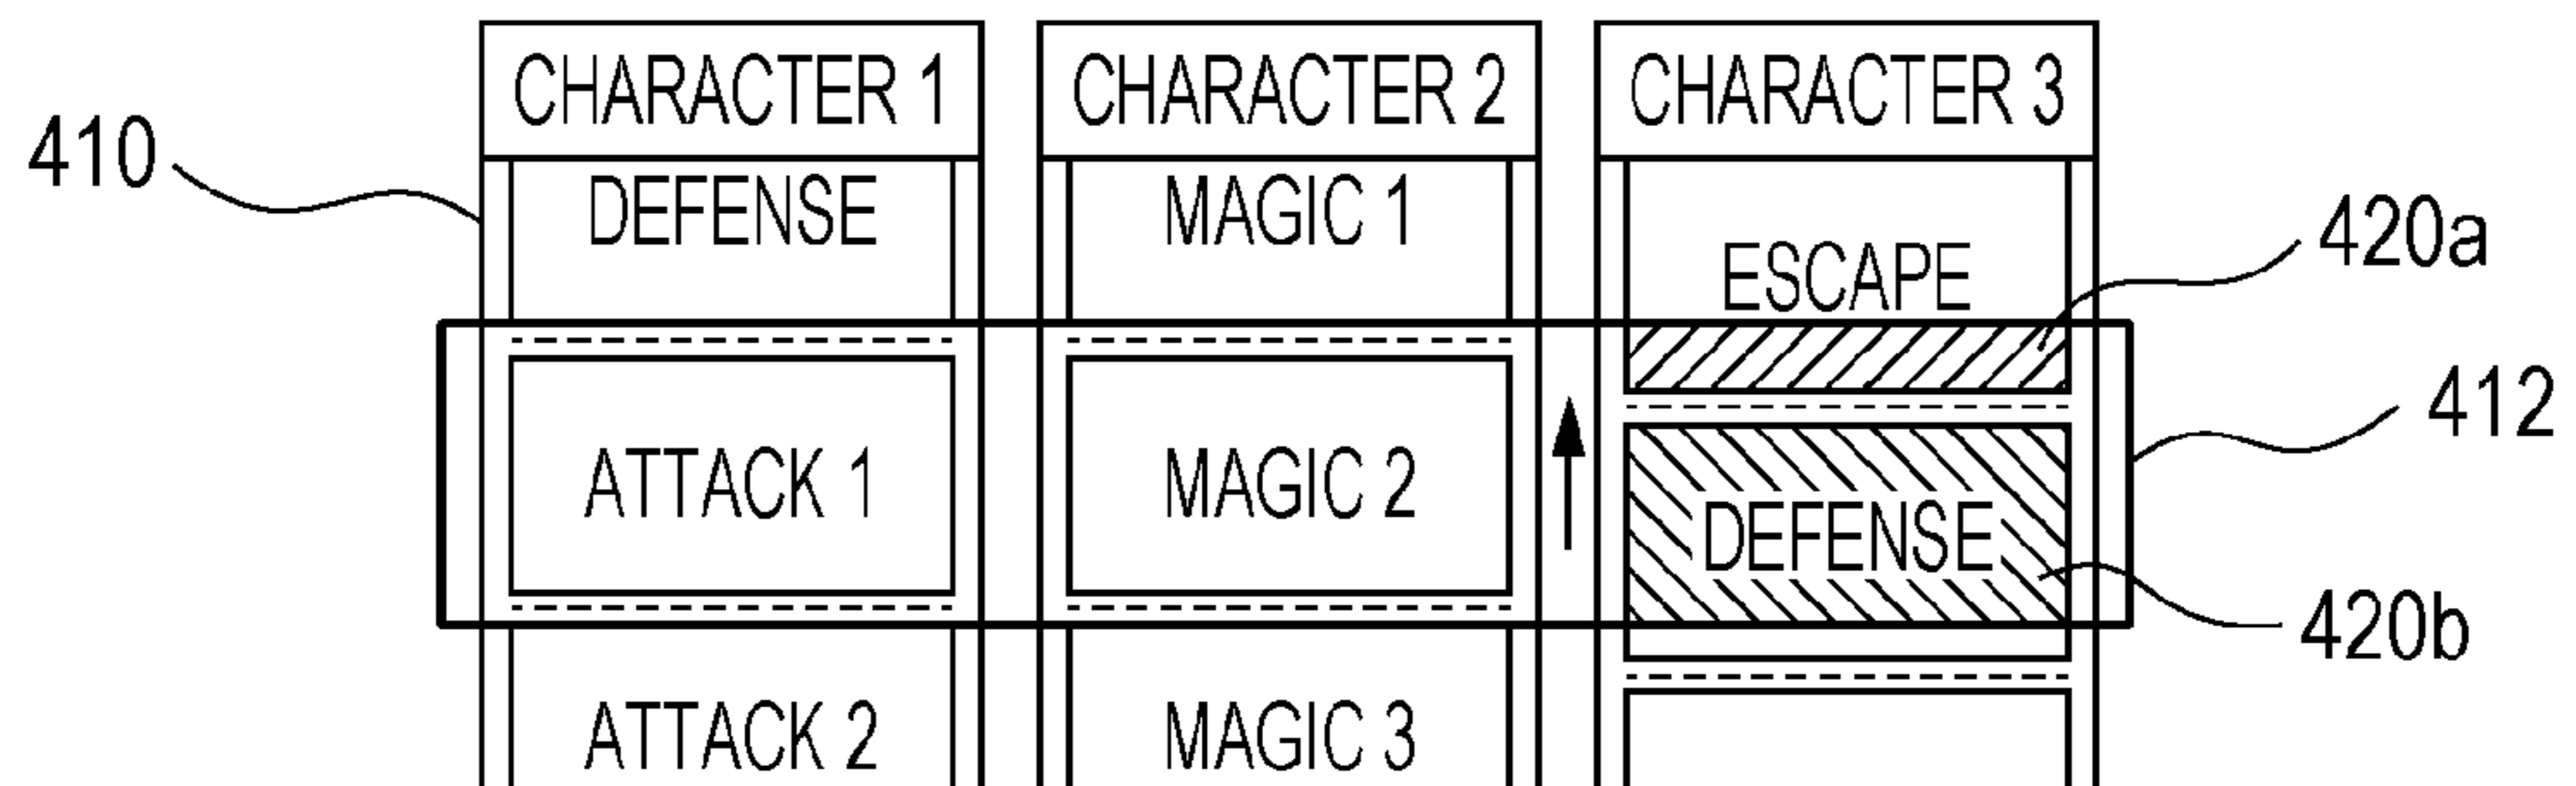 CHARACTER 1 CHARACTER 2 CHARACTER 3
410
DEFENSE MAGIC 1
ESCAPE
420a
412
ATTACK 1 MAGIC 2 DEFENSE
420b
ATTACK 2 MAGIC 3